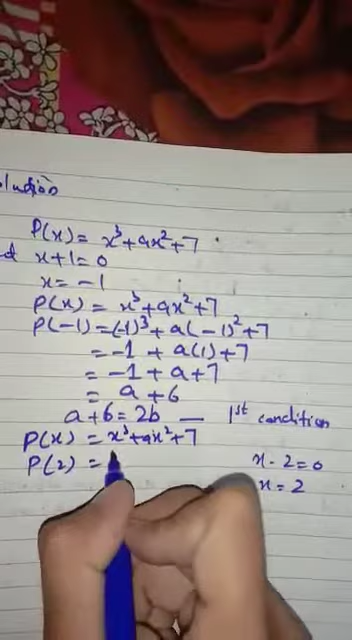 P(x) = x³+ax²+7
x+1=0
x=-1
P(x) = x³+ax²+7
P(-1)=(-1)³+a(-1)²+7
=-1+a(1)+7
=-1+a+7
= a+6
a+6=2b — 1st condition
P(x) = x³+ax²+7
P(2) =
x-2=0
x=2